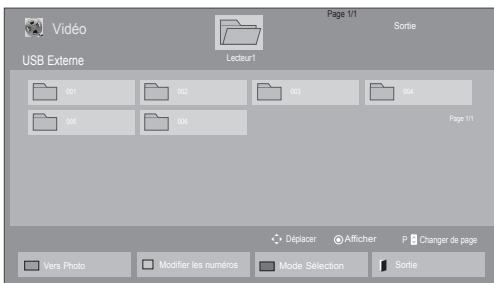 Page 1/1
Vidéo
Sortie
USB Externe
Lecteur1
001
002
003
004
005
006
Page 1/1
Déplacer
Afficher
P Changer de page
Vers Photo
Modifier les numéros
Mode Sélection
Sortie